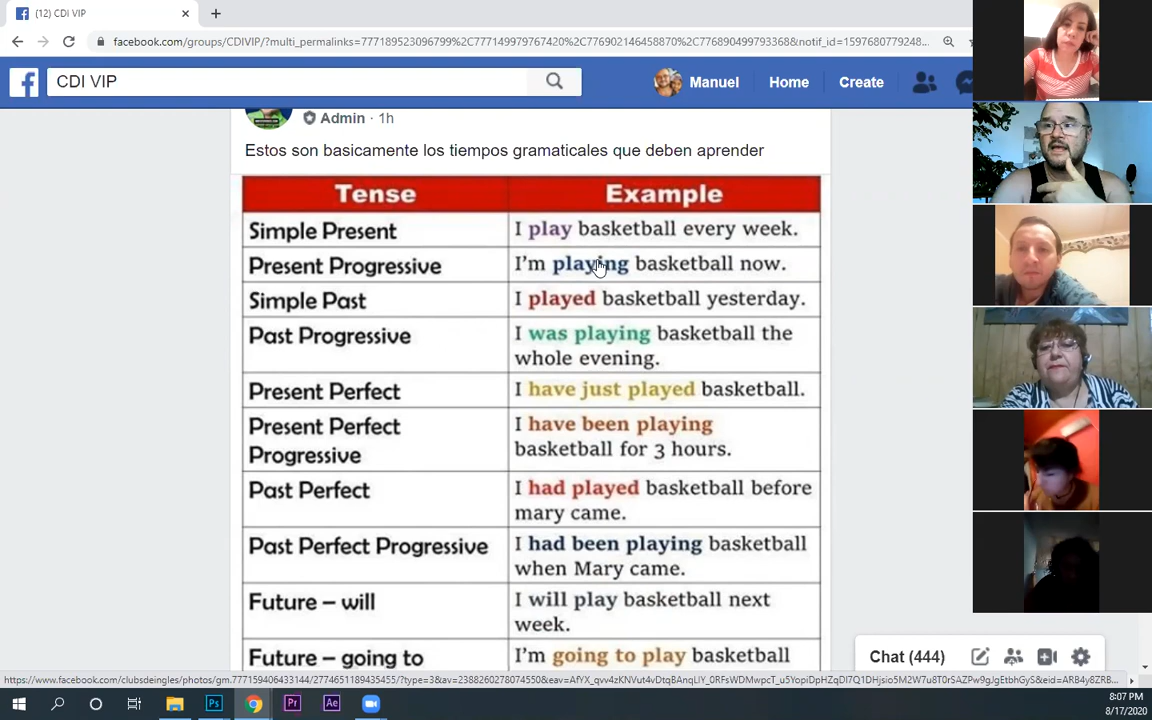 (12) CDI VIP
facebook.com/groups/CDIVIP/?multi_permalinks=777189523096799%2C777149979767420%2C776902146458870%2C776890499793368&notif_id=1597680779248...
CDI VIP
Manuel
Home
Create
Admin · 1h
Estos son basicamente los tiempos gramaticales que deben aprender
Tense Example
Simple Present I play basketball every week.
Present Progressive I'm playing basketball now.
Simple Past I played basketball yesterday.
Past Progressive I was playing basketball the
whole evening.
Present Perfect I have just played basketball.
Present Perfect I have been playing
Progressive basketball for 3 hours.
Past Perfect I had played basketball before
mary came.
Past Perfect Progressive I had been playing basketball
when Mary came.
Future – will I will play basketball next
week.
Future – going to I'm going to play basketball
Chat (444)
Ps
Pr
Ae
8:07 PM
8/17/2020